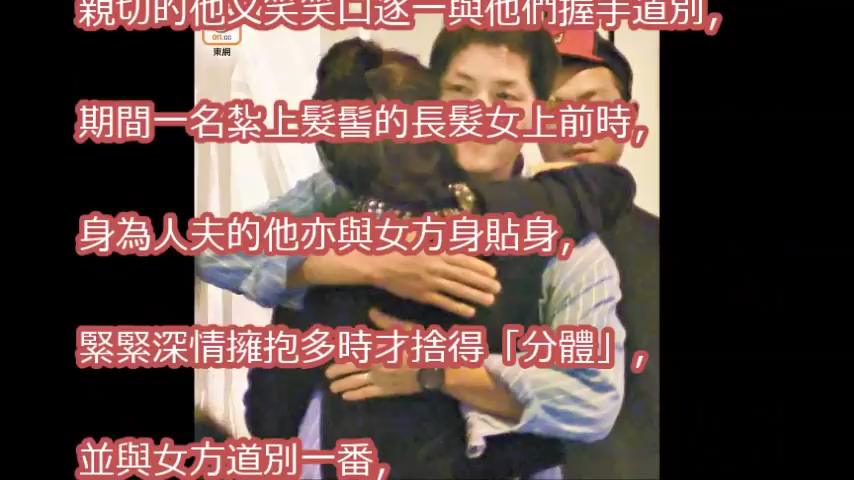 親切的他又笑笑口逐一與他們握手道別，
on.cc
東網
期間一名紮上髮髻的長髮女上前時，
身為人夫的他亦與女方身貼身，
緊緊深情擁抱多時才捨得「分體」，
並與女方道別一番，